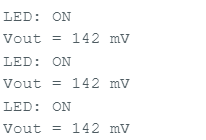 LED: ON
Vout = 142 mV
LED: ON
Vout = 142 mV
LED: ON
Vout = 142 mV